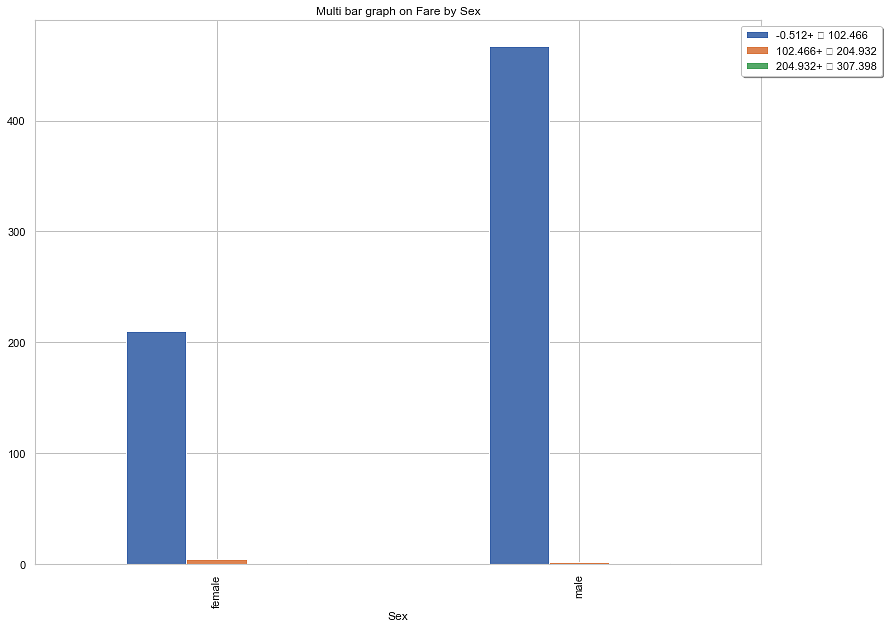 Multi bar graph on Fare by Sex
-0.512+ □ 102.466
102.466+ □ 204.932
204.932+ □ 307.398
400
300
200
100
0
female
male
Sex